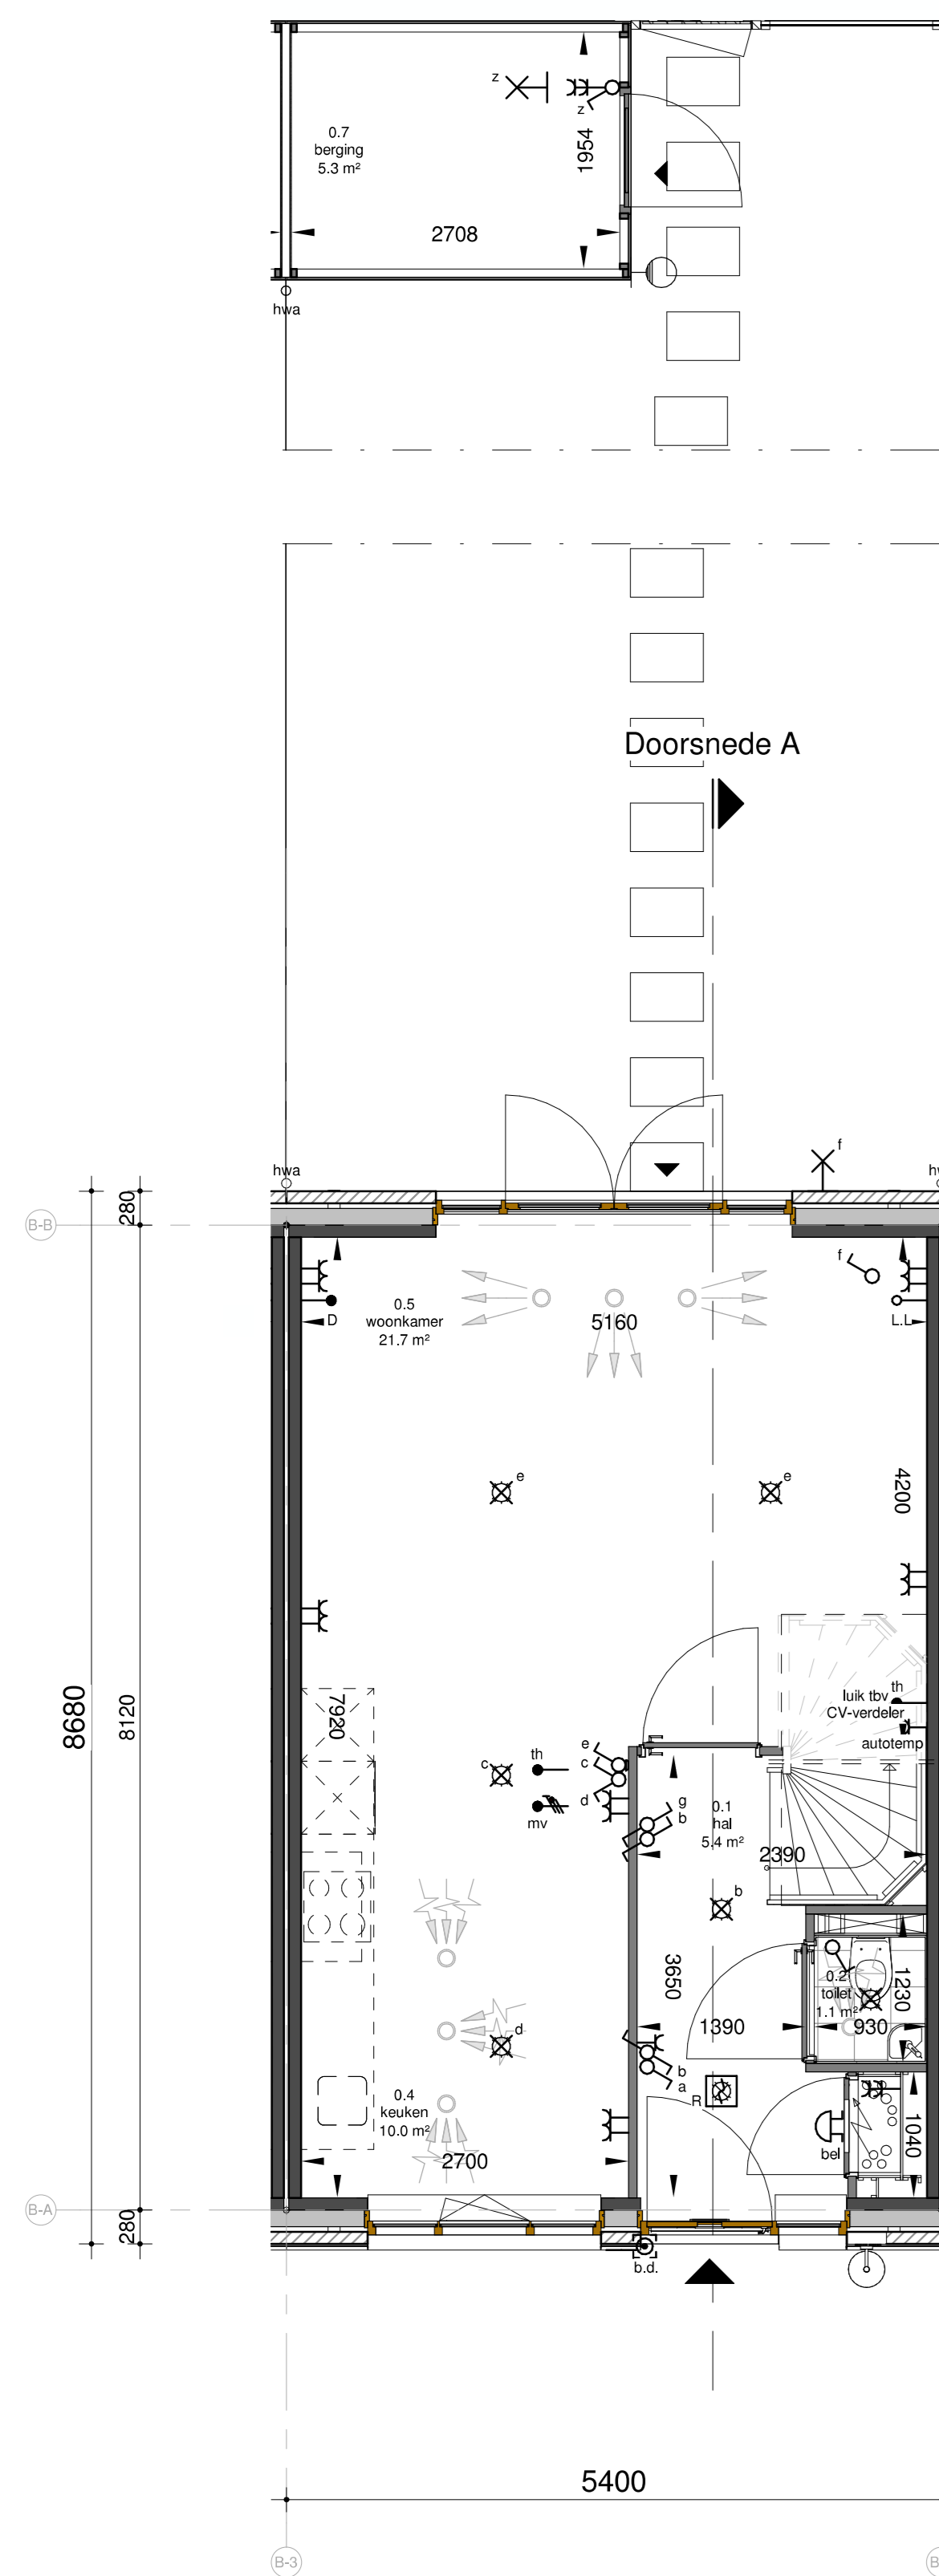 z
z
0.7
berging
5.3 m²
1954
2708
hwa
Doorsnede A
hwa
f
280
B-B
f
D
0.5
woonkamer
21.7 m²
5160
L.L
e
e
4200
8680
8120
7920
luik tbv
th
CV-verdeler
autotemp
c
th
mv
e
c
d
g
b
0.1
hal
5.4 m²
2390
b
3650
0.2
toilet
1.1 m²
1230
1390
930
d
b
a
R
0.4
keuken
10.0 m²
2700
bel
1040
B-A
280
b.d.
5400
B-3